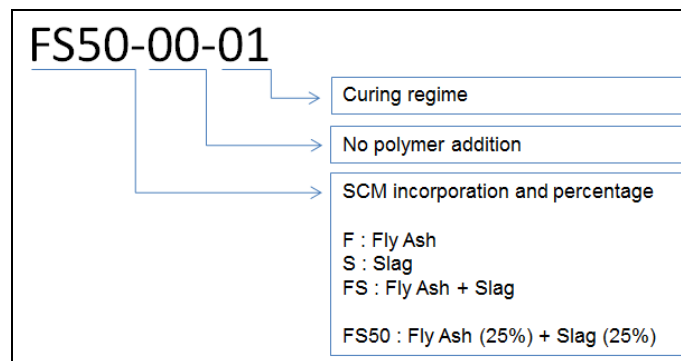 FS50-00-01
Curing regime
No polymer addition
SCM incorporation and percentage
F : Fly Ash
S : Slag
FS : Fly Ash + Slag
FS50 : Fly Ash (25%) + Slag (25%)